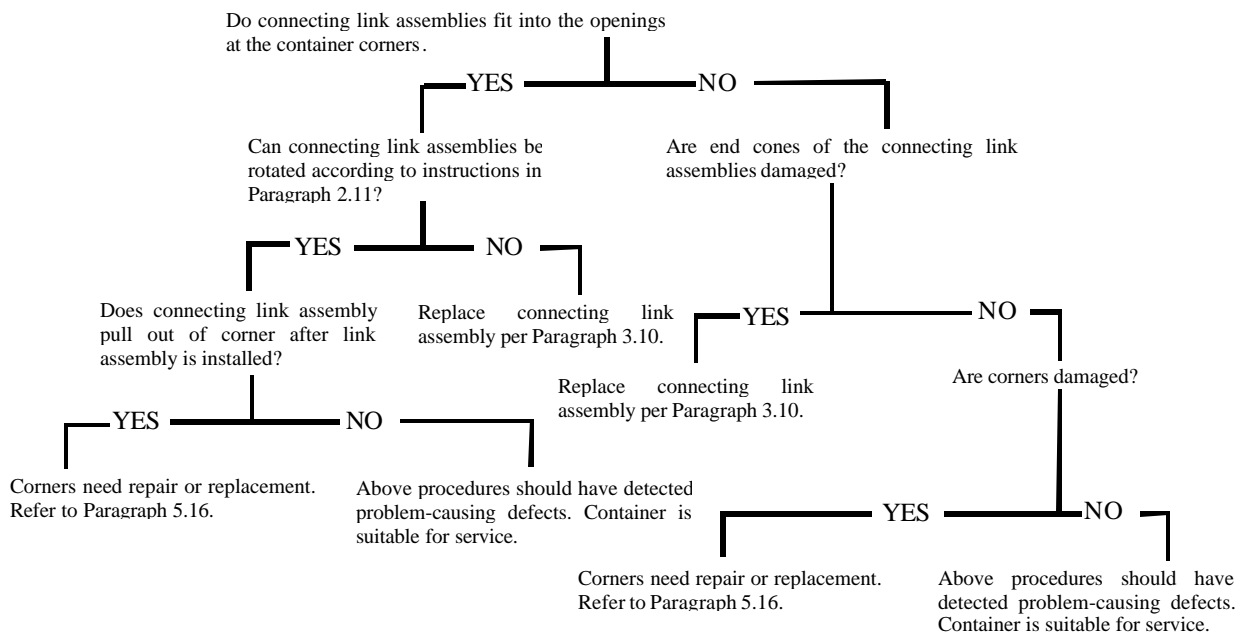 Do connecting link assemblies fit into the openings
at the container corners.
YES
NO
Can connecting link assemblies be
rotated according to instructions in
Paragraph 2.11?
Are end cones of the connecting link
assemblies damaged?
YES
NO
Does connecting link assembly
pull out of corner after link
assembly is installed?
Replace connecting link
assembly per Paragraph 3.10.
YES
NO
Replace connecting link
assembly per Paragraph 3.10.
Are corners damaged?
YES
NO
Corners need repair or replacement.
Refer to Paragraph 5.16.
Above procedures should have detected
problem-causing defects. Container is
suitable for service.
YES
NO
Corners need repair or replacement.
Refer to Paragraph 5.16.
Above procedures should have
detected problem-causing defects.
Container is suitable for service.